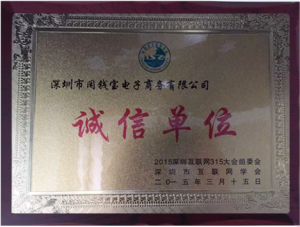 深圳市用钱宝电子商务有限公司
诚信单位
2015深圳互联网315大会组委会
深圳市互联网学会
二〇一五年三月十五日